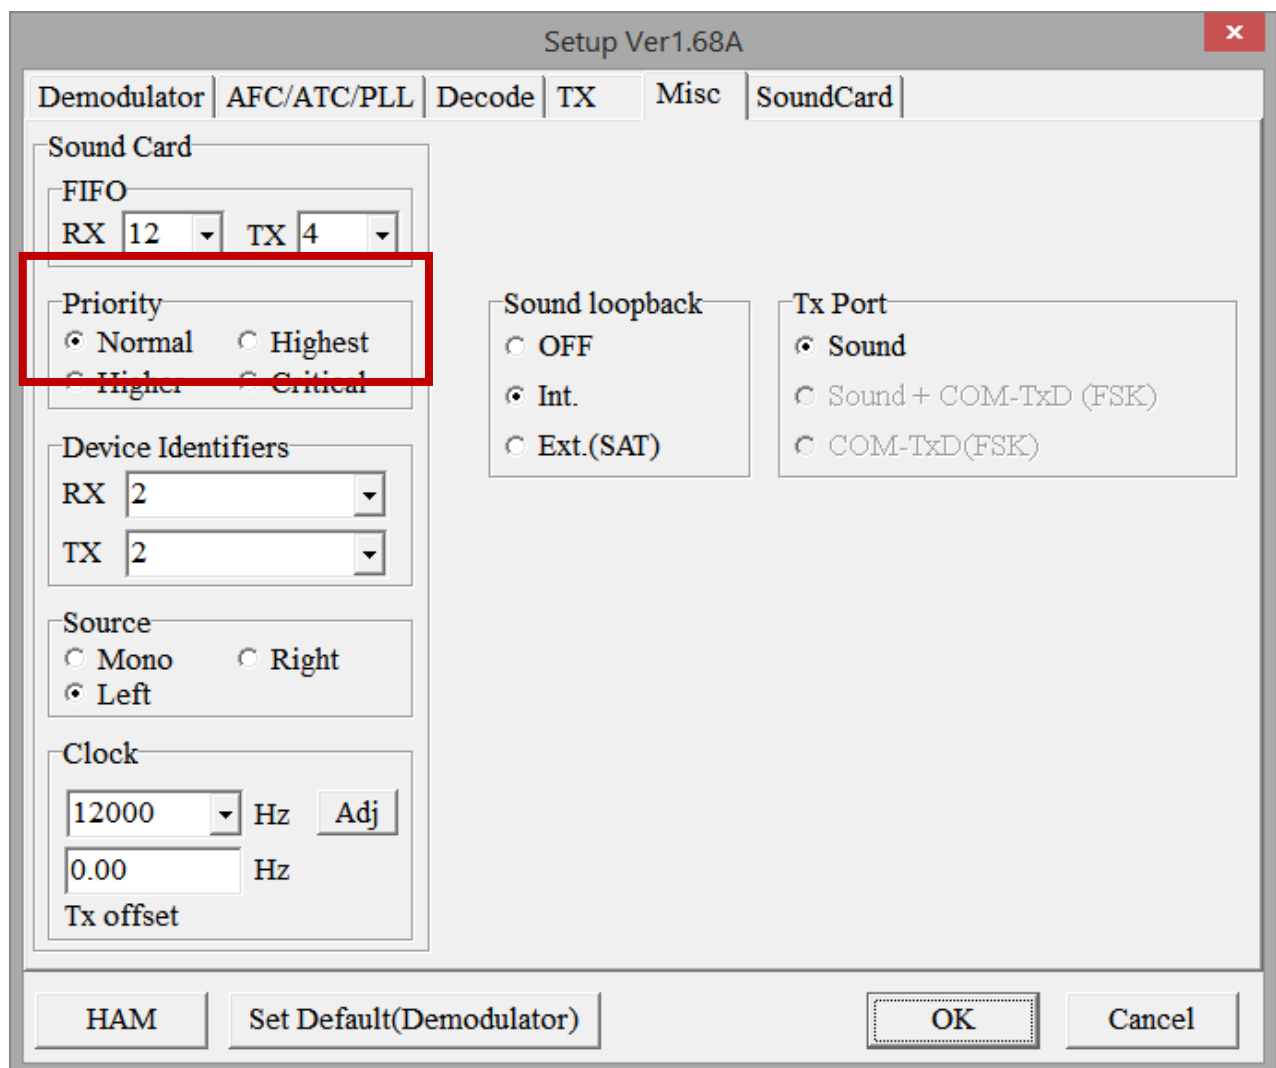 Setup Ver1.68A
x
Demodulator AFC/ATC/PLL Decode TX Misc SoundCard
Sound Card
FIFO
RX 12 TX 4
Priority
Normal Highest
Higher Critical
Device Identifiers
RX 2
TX 2
Source
Mono Right
Left
Clock
12000 Hz Adj
0.00 Hz
Tx offset
Sound loopback
OFF
Int.
Ext.(SAT)
Tx Port
Sound
Sound + COM-TxD (FSK)
COM-TxD(FSK)
HAM Set Default(Demodulator) OK Cancel